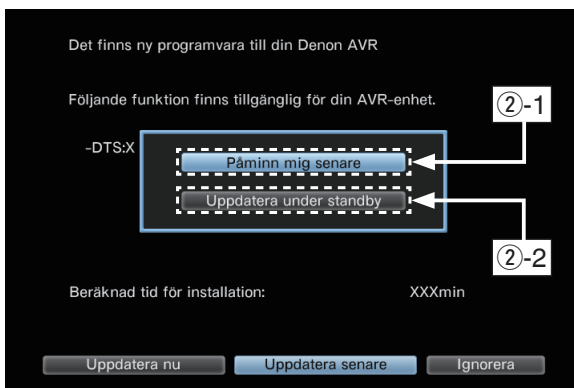 Det finns ny programvara till din Denon AVR
Följande funktion finns tillgänglig för din AVR-enhet.
②-1
-DTS:X
Påminn mig senare
Uppdatera under standby
②-2
Beräknad tid för installation: XXXmin
Uppdatera nu Uppdatera senare Ignorera